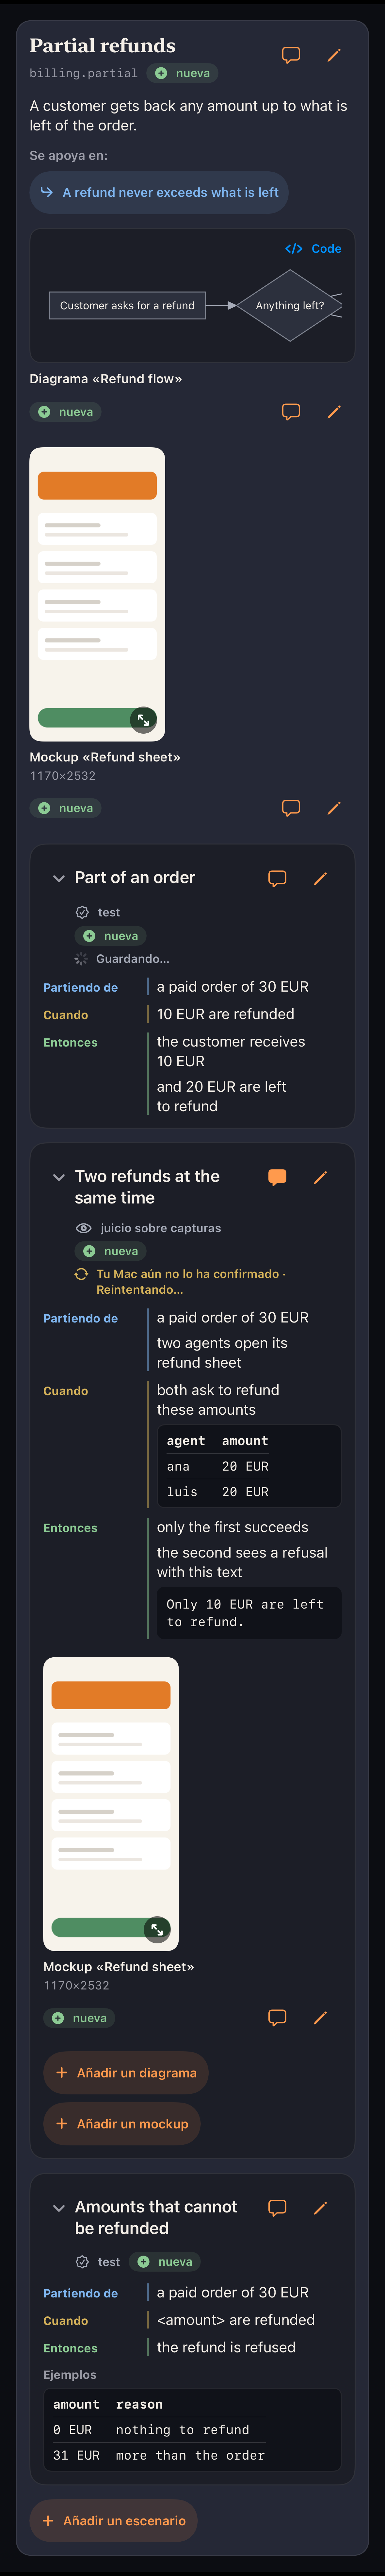 Partial refunds
billing.partial nueva
A customer gets back any amount up to what is
left of the order.
Se apoya en:
A refund never exceeds what is left
Code
Customer asks for a refund
Anything left?
Diagrama «Refund flow»
nueva
Mockup «Refund sheet»
1170×2532
nueva
Part of an order
test
nueva
Guardando...
Partiendo de a paid order of 30 EUR
Cuando 10 EUR are refunded
Entonces the customer receives
10 EUR
and 20 EUR are left
to refund
Two refunds at the
same time
juicio sobre capturas
nueva
Tu Mac aún no lo ha confirmado ·
Reintentando...
Partiendo de a paid order of 30 EUR
two agents open its
refund sheet
Cuando both ask to refund
these amounts
agent amount
ana 20 EUR
luis 20 EUR
Entonces only the first succeeds
the second sees a refusal
with this text
Only 10 EUR are left
to refund.
Mockup «Refund sheet»
1170×2532
nueva
+ Añadir un diagrama
+ Añadir un mockup
Amounts that cannot
be refunded
test nueva
Partiendo de a paid order of 30 EUR
Cuando <amount> are refunded
Entonces the refund is refused
Ejemplos
amount reason
0 EUR nothing to refund
31 EUR more than the order
+ Añadir un escenario